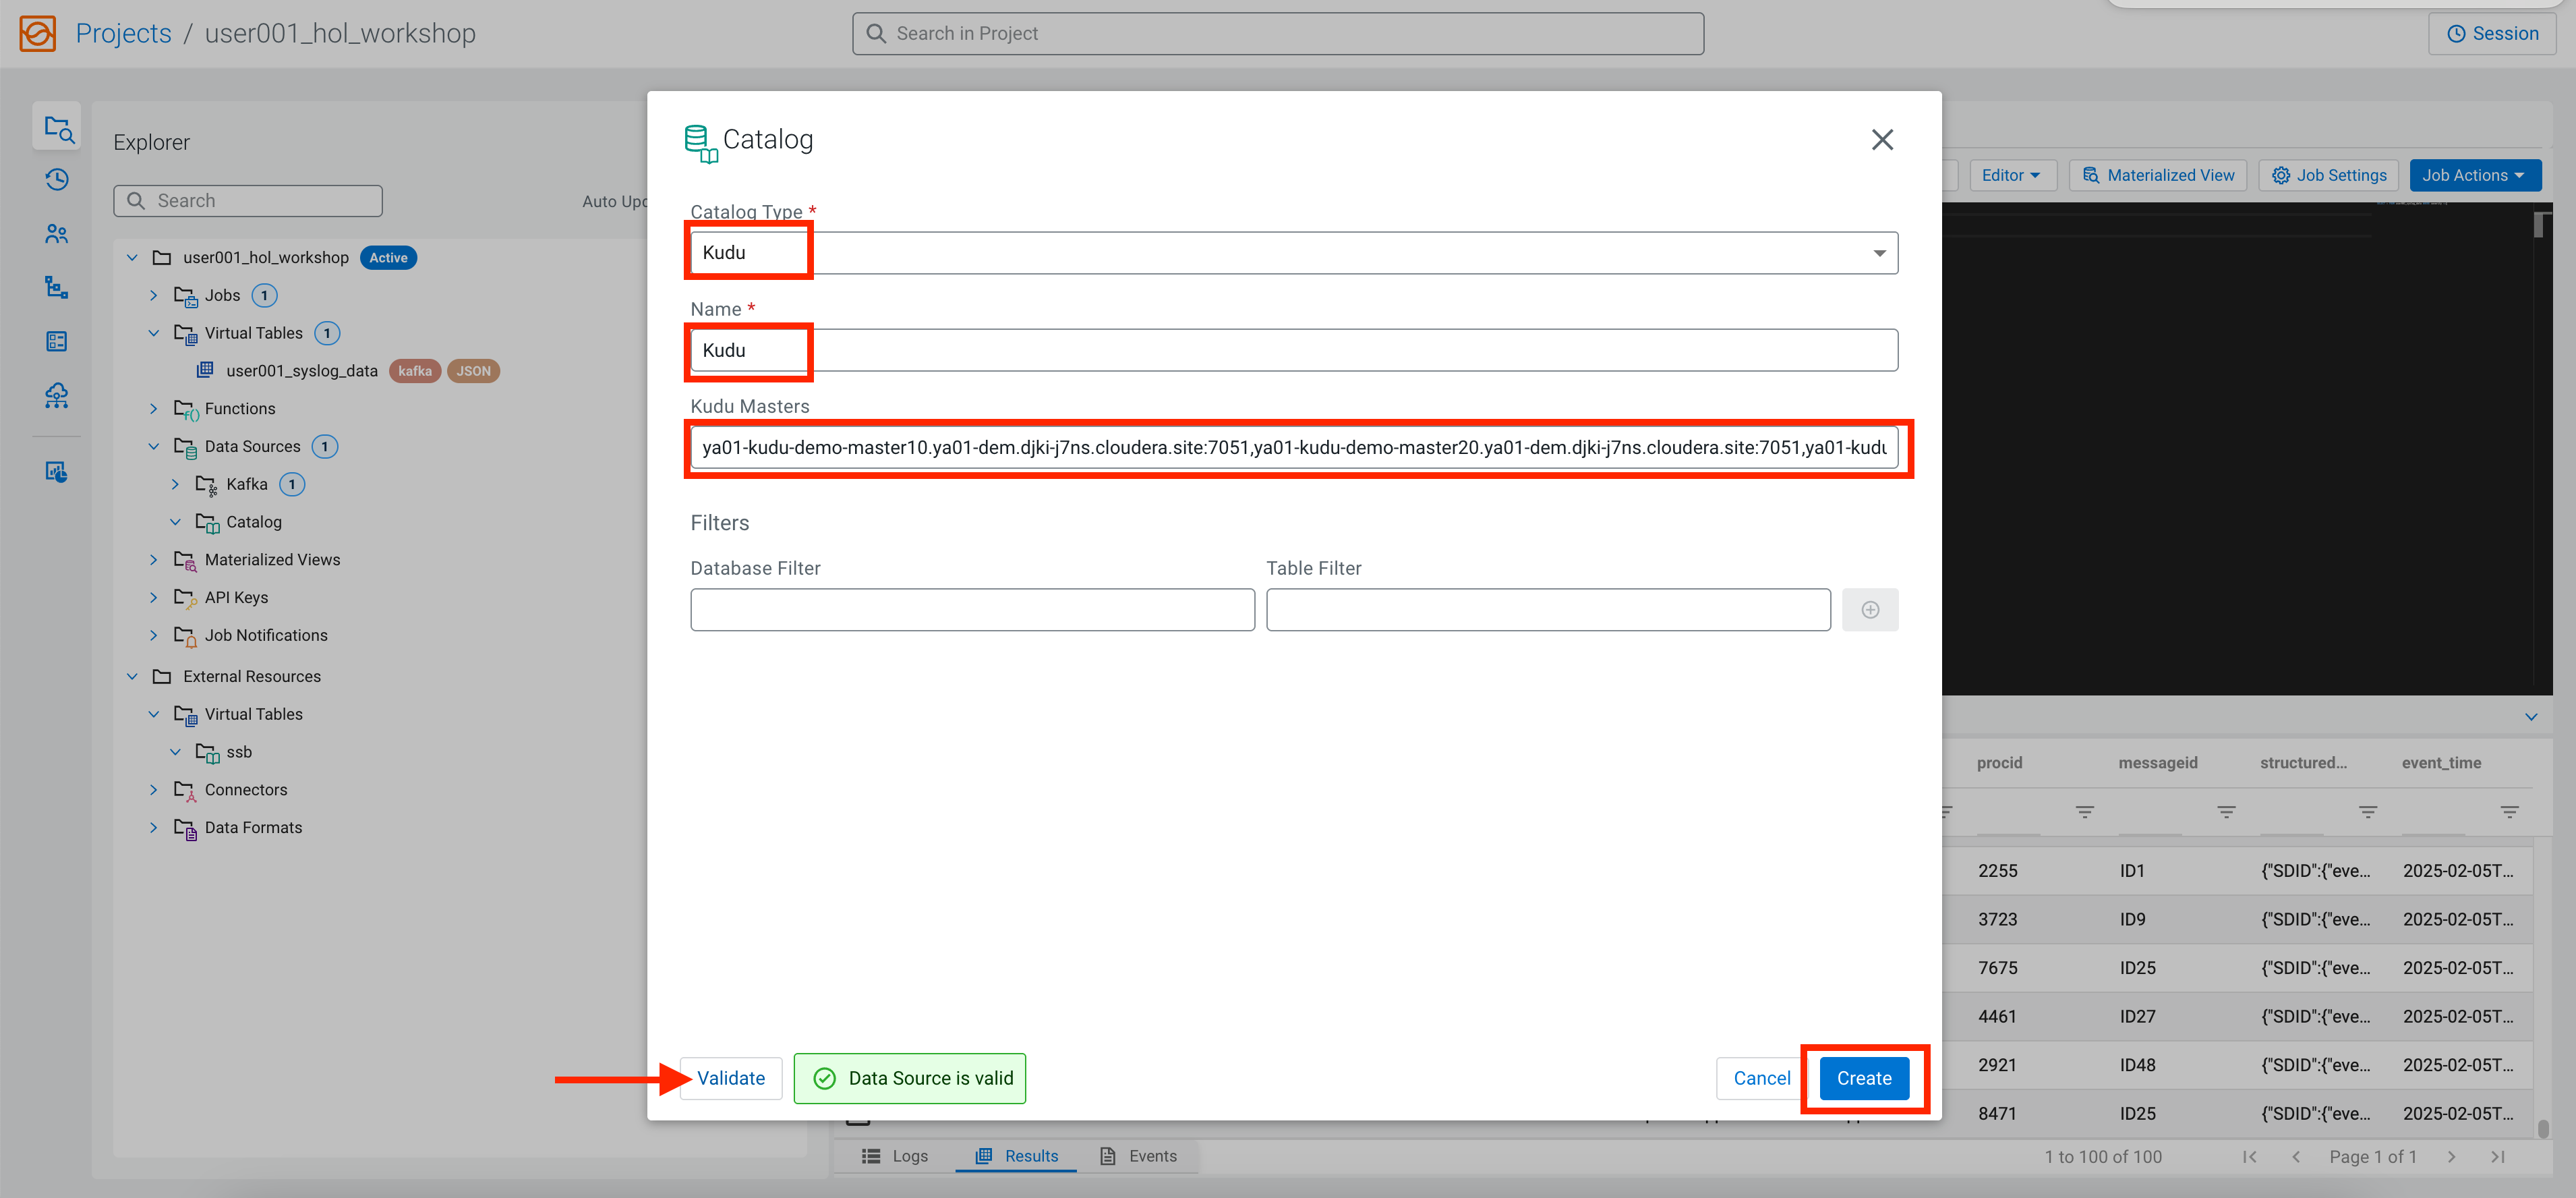 Projects / user001_hol_workshop
Search in Project
Session
Explorer
Search
Auto Upd
user001_hol_workshop Active
Jobs 1
Virtual Tables 1
user001_syslog_data kafka JSON
Functions
Data Sources 1
Kafka 1
Catalog
Materialized Views
API Keys
Job Notifications
External Resources
Virtual Tables
ssb
Connectors
Data Formats
Catalog
Catalog Type *
Kudu
Name *
Kudu
Kudu Masters
ya01-kudu-demo-master10.ya01-dem.djki-j7ns.cloudera.site:7051,ya01-kudu-demo-master20.ya01-dem.djki-j7ns.cloudera.site:7051,ya01-kudu
Filters
Database Filter Table Filter
Validate Data Source is valid Cancel Create
Editor Materialized View Job Settings Job Actions
procid messageid structured... event_time
2255 ID1 {"SDID":{"eve... 2025-02-05T...
3723 ID9 {"SDID":{"eve... 2025-02-05T...
7675 ID25 {"SDID":{"eve... 2025-02-05T...
4461 ID27 {"SDID":{"eve... 2025-02-05T...
2921 ID48 {"SDID":{"eve... 2025-02-05T...
8471 ID25 {"SDID":{"eve... 2025-02-05T...
Logs Results Events
1 to 100 of 100 Page 1 of 1